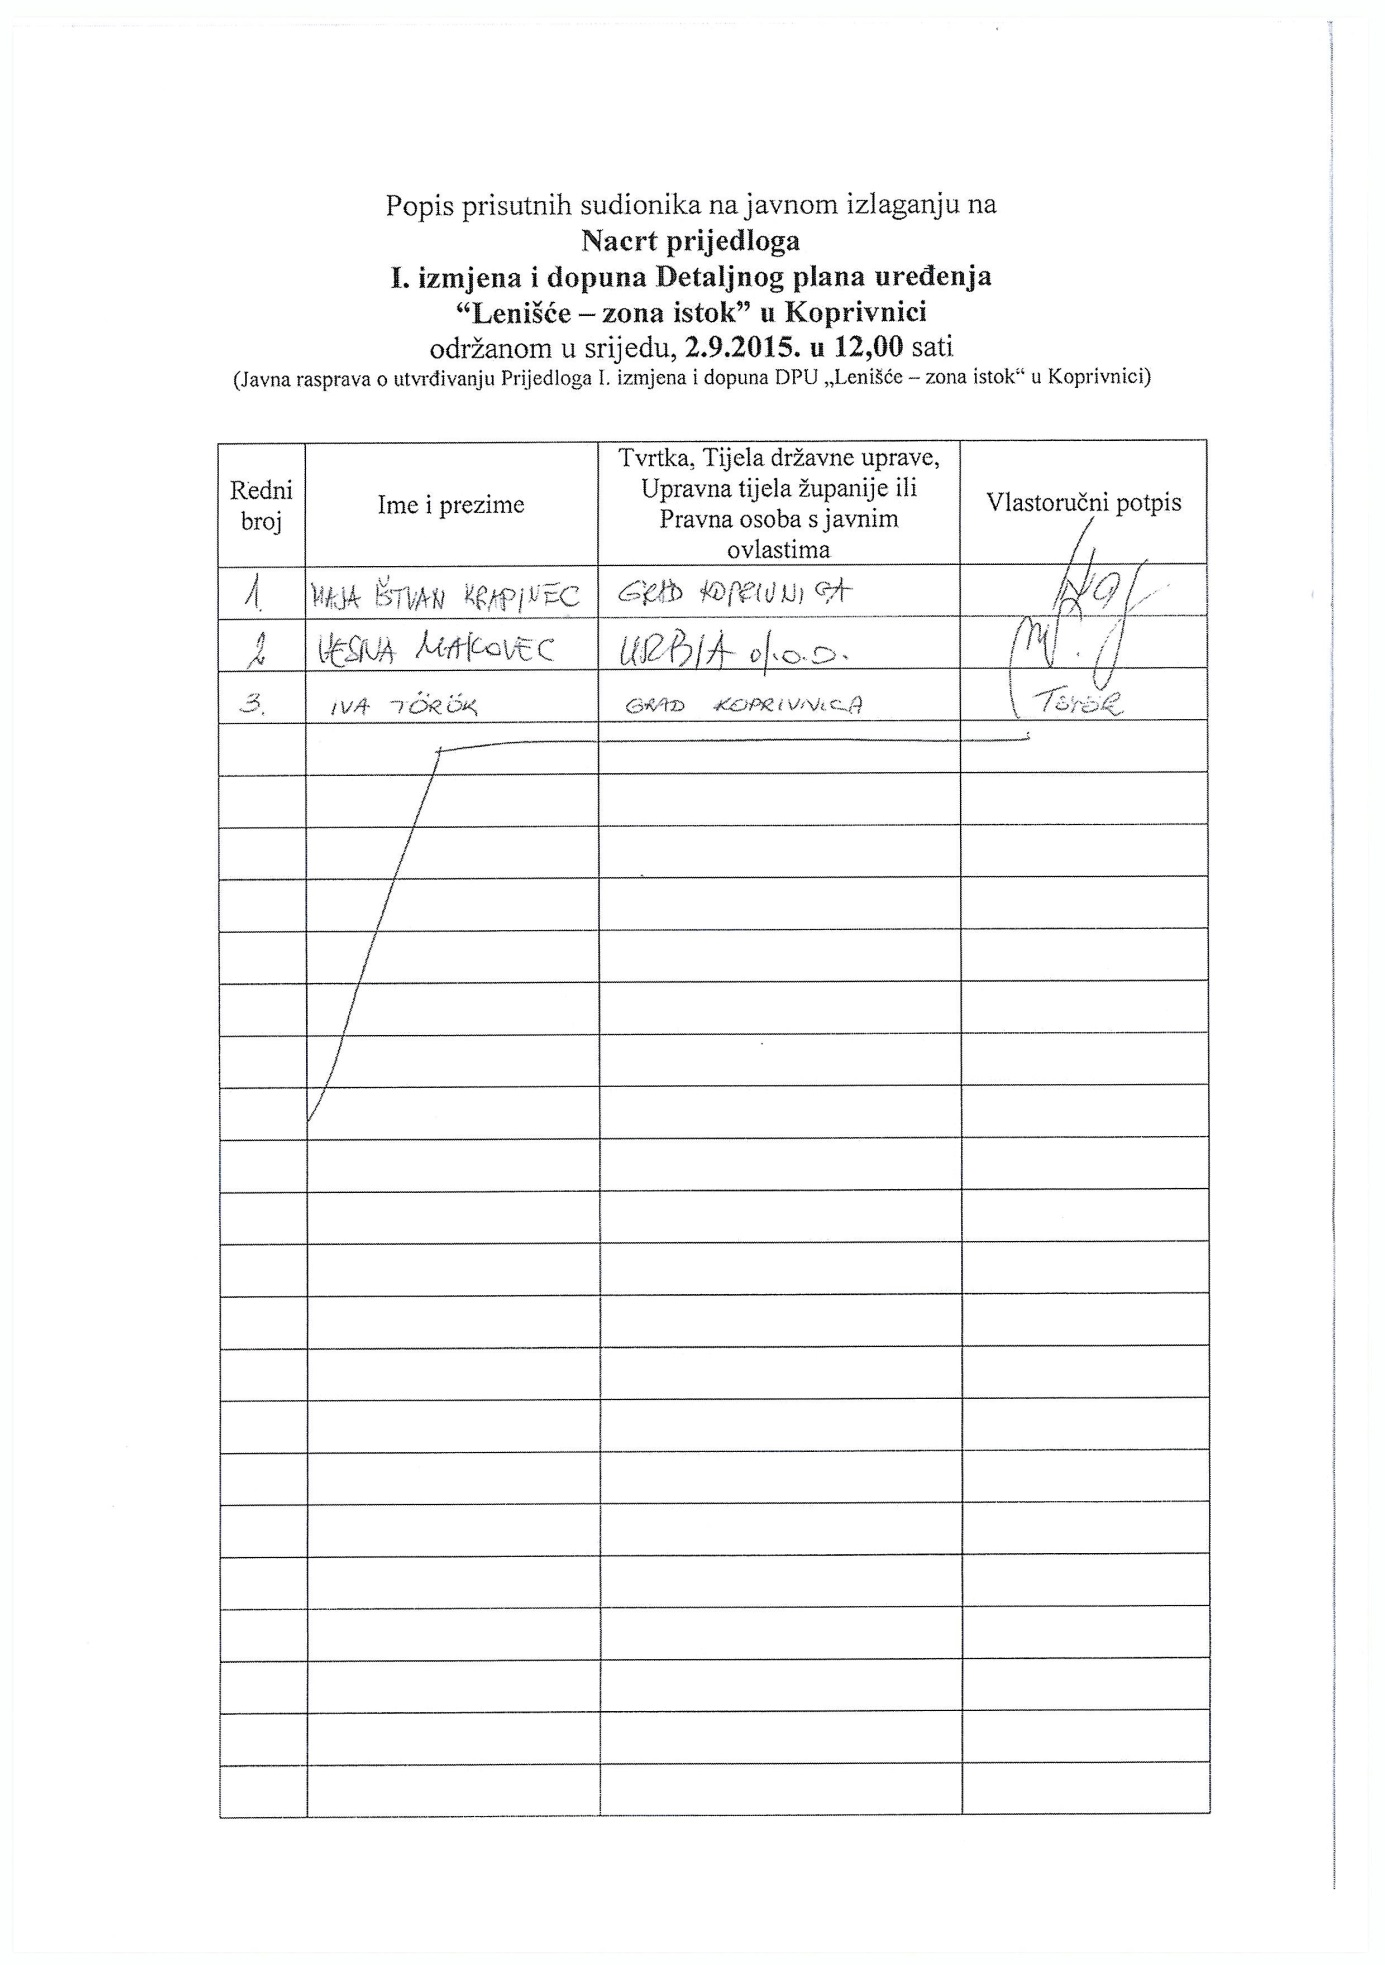 Popis prisutnih sudionika na javnom izlaganju na
Nacrt prijedloga
I. izmjena i dopuna Detaljnog plana uređenja
“Lenišće – zona istok” u Koprivnici
održanom u srijedu, 2.9.2015. u 12,00 sati
(Javna rasprava o utvrđivanju Prijedloga I. izmjena i dopuna DPU „Lenišće – zona istok“ u Koprivnici)
Redni broj
Ime i prezime
Tvrtka, Tijela državne uprave,
Upravna tijela županije ili
Pravna osoba s javnim
ovlastima
Vlastoručni potpis
1. MAJA IŠTVAN KRAPINEC GRAD KOPRIVNICA
2 VESNA MAKOVEC URBIA d.o.o.
3. IVA TÖRÖK GRAD KOPRIVNICA Török